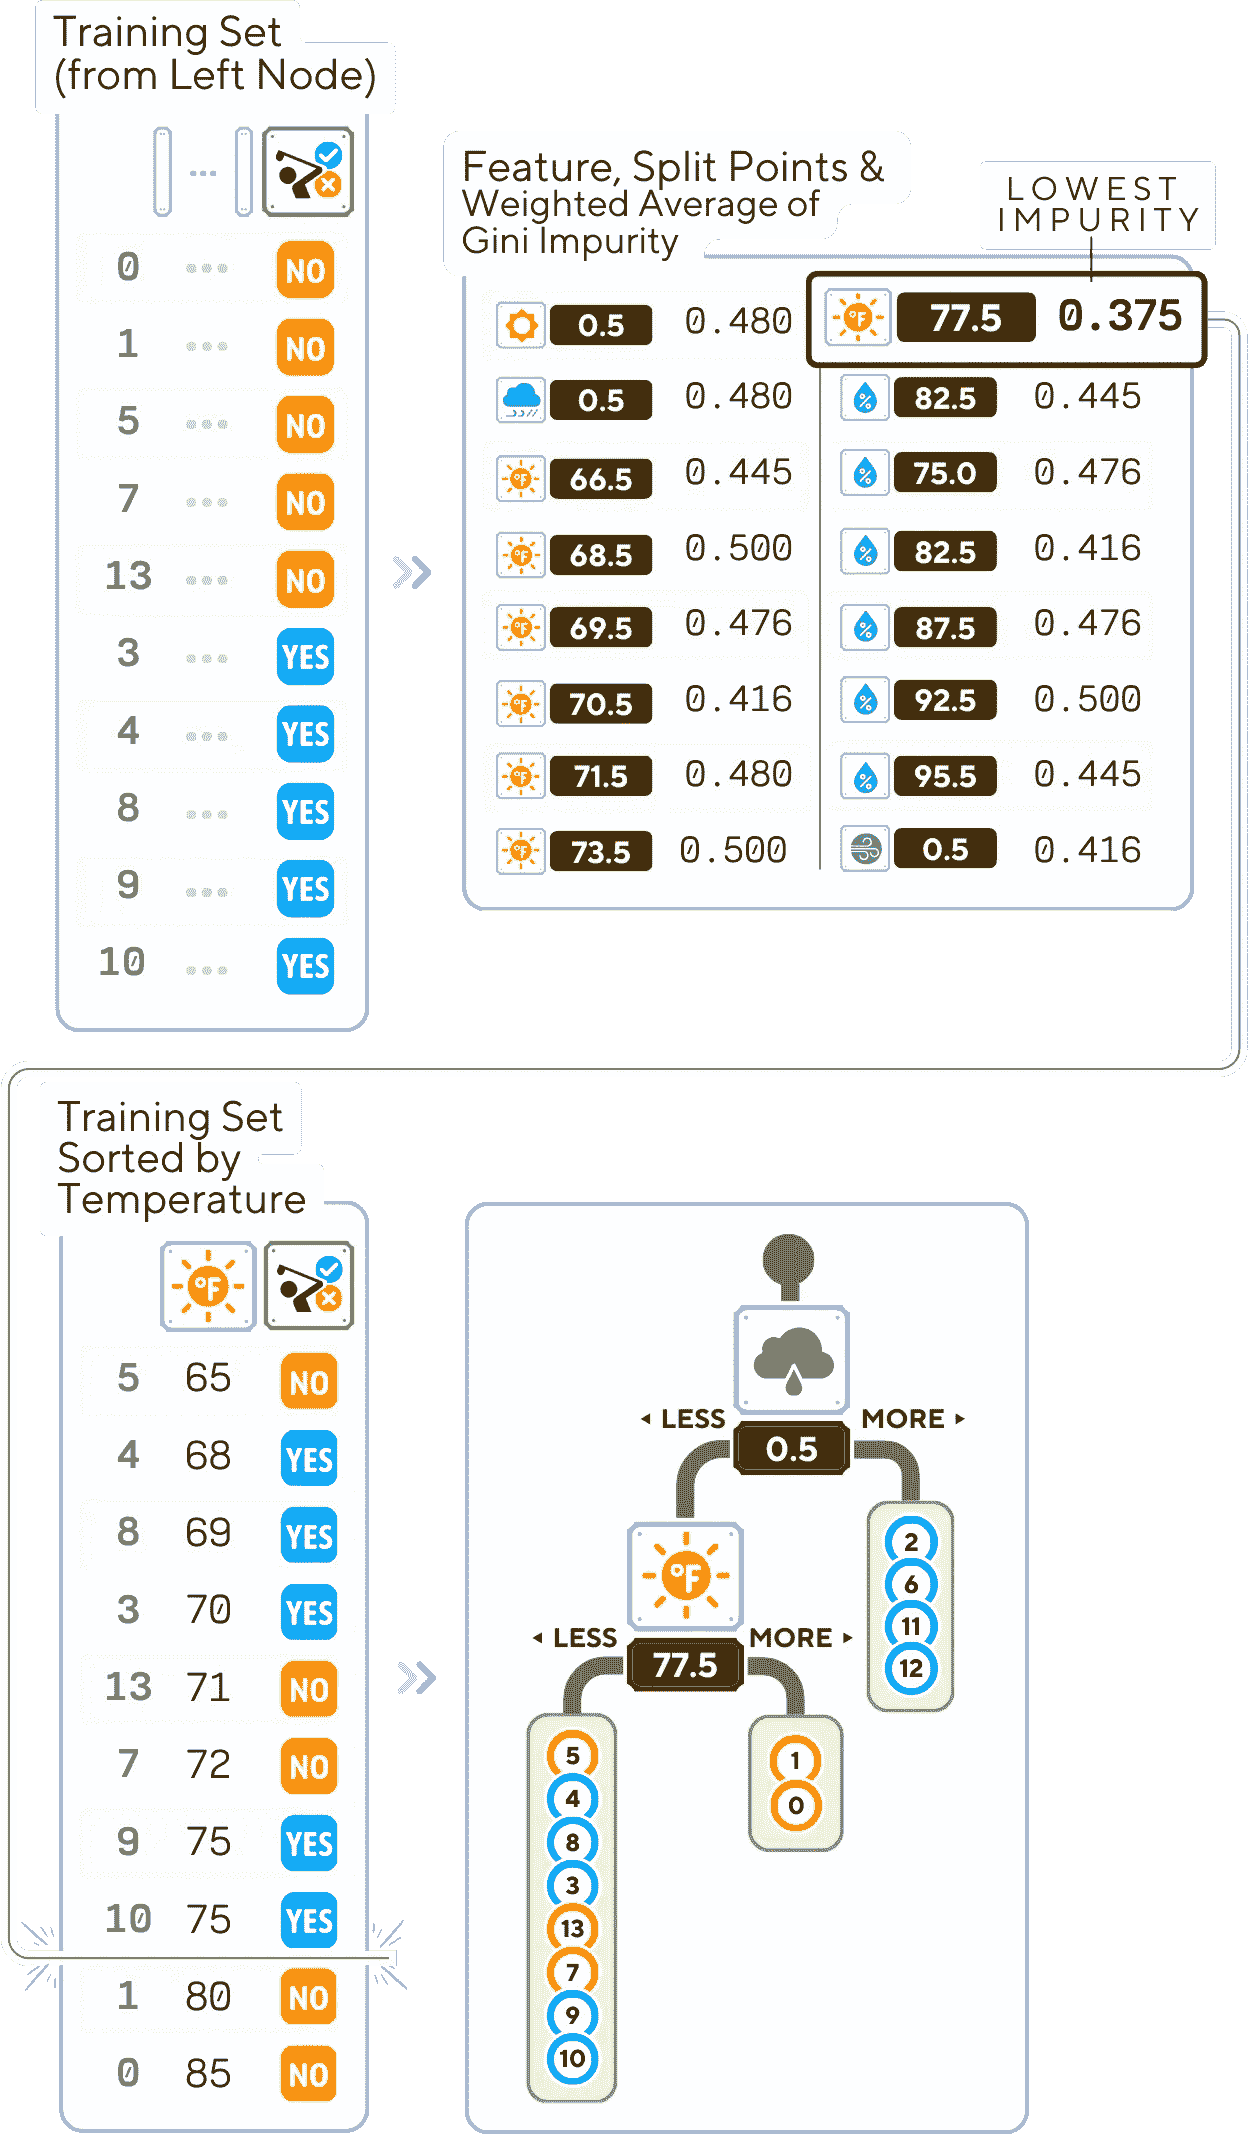 Training Set
(from Left Node)
...
0 ... NO
1 ... NO
5 ... NO
7 ... NO
13 ... NO
3 ... YES
4 ... YES
8 ... YES
9 ... YES
10 ... YES
Feature, Split Points &
Weighted Average of
Gini Impurity
LOWEST
IMPURITY
0.5 0.480
0.5 0.480
°F 66.5 0.445
°F 68.5 0.500
°F 69.5 0.476
°F 70.5 0.416
°F 71.5 0.480
°F 73.5 0.500
°F 77.5 0.375
% 82.5 0.445
% 75.0 0.476
% 82.5 0.416
% 87.5 0.476
% 92.5 0.500
% 95.5 0.445
0.5 0.416
Training Set
Sorted by
Temperature
°F
5 65 NO
4 68 YES
8 69 YES
3 70 YES
13 71 NO
7 72 NO
9 75 YES
10 75 YES
1 80 NO
0 85 NO
LESS MORE
0.5
2
6
11
12
°F
LESS MORE
77.5
5
4
8
3
13
7
9
10
1
0